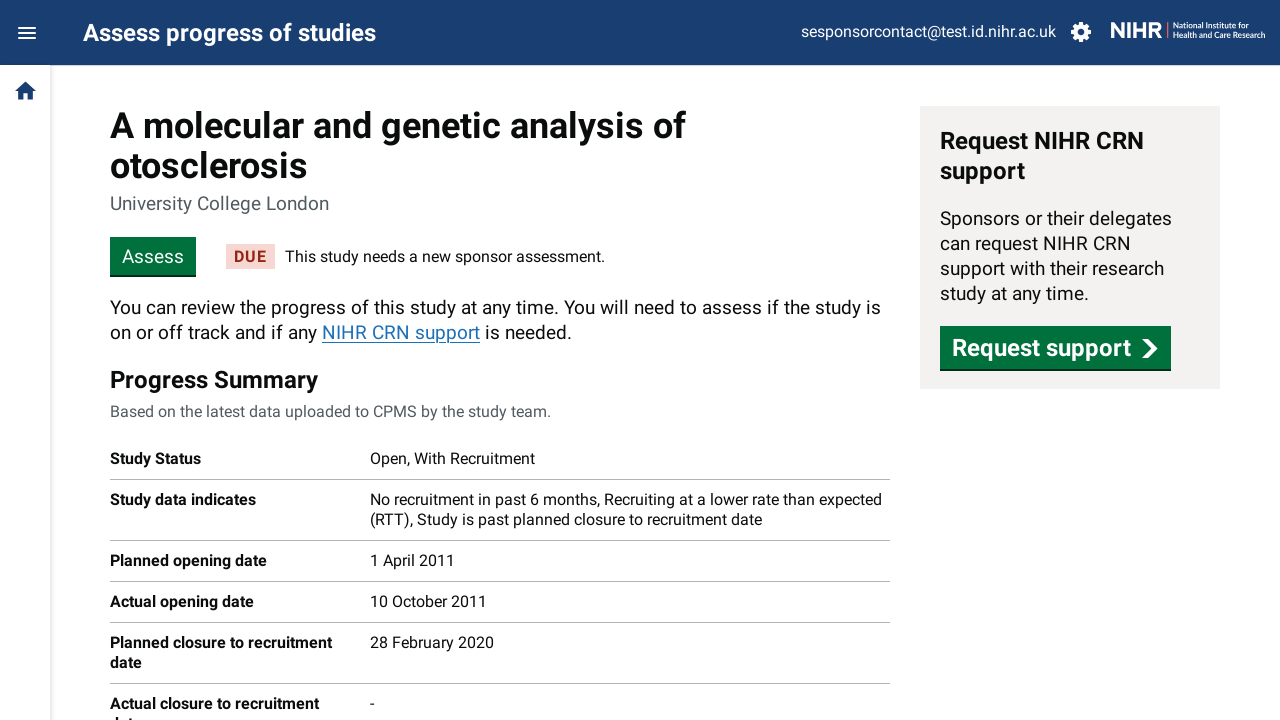 Assess progress of studies
sesponsorcontact@test.id.nihr.ac.uk
NIHR
National Institute for
Health and Care Research
A molecular and genetic analysis of
otosclerosis
University College London
Assess
DUE
This study needs a new sponsor assessment.
You can review the progress of this study at any time. You will need to assess if the study is
on or off track and if any NIHR CRN support is needed.
Progress Summary
Based on the latest data uploaded to CPMS by the study team.
Study Status
Open, With Recruitment
Study data indicates
No recruitment in past 6 months, Recruiting at a lower rate than expected
(RTT), Study is past planned closure to recruitment date
Planned opening date
1 April 2011
Actual opening date
10 October 2011
Planned closure to recruitment
date
28 February 2020
Actual closure to recruitment
-
Request NIHR CRN
support
Sponsors or their delegates
can request NIHR CRN
support with their research
study at any time.
Request support